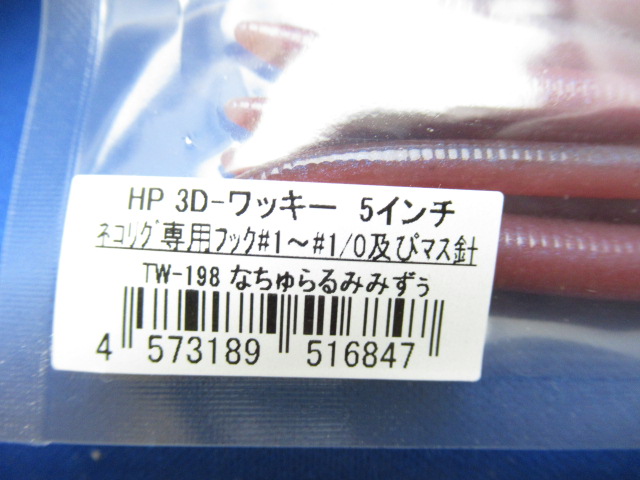 HP 3D-ワッキー 5インチ
ネコリグ専用フック#1～#1/0及びマス針
TW-198 なちゅらるみみずぅ
4 573189 516847